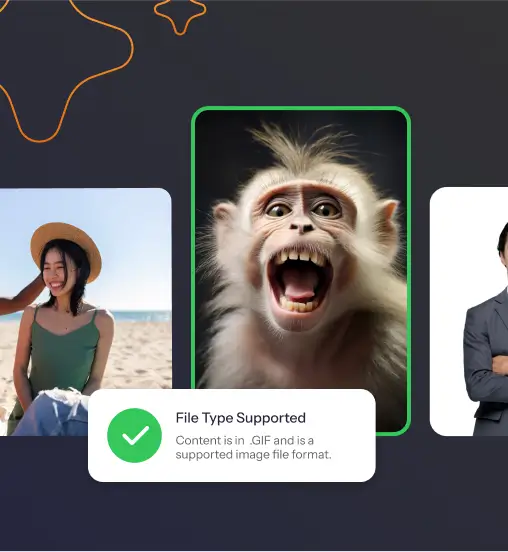 File Type Supported
Content is in .GIF and is a
supported image file format.